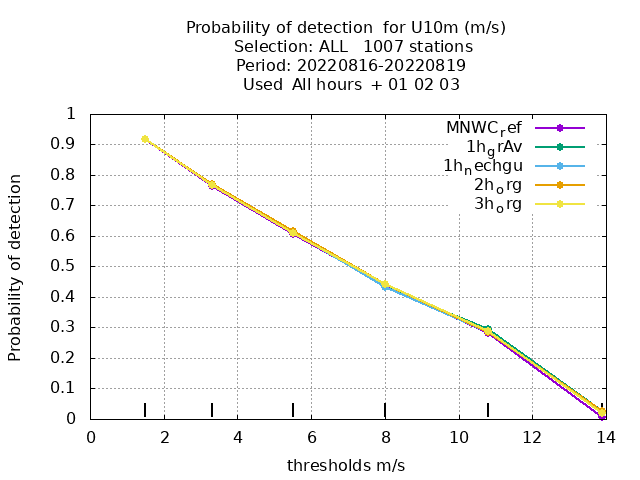 Probability of detection  for U10m (m/s)
Selection: ALL   1007 stations
Period: 20220816-20220819
Used  All hours  + 01 02 03
MNWC_ref
1h_grAv
1h_nechgu
2h_org
3h_org
1
0.9
0.8
0.7
0.6
0.5
0.4
0.3
0.2
0.1
0
Probability of detection
0 2 4 6 8 10 12 14
thresholds m/s